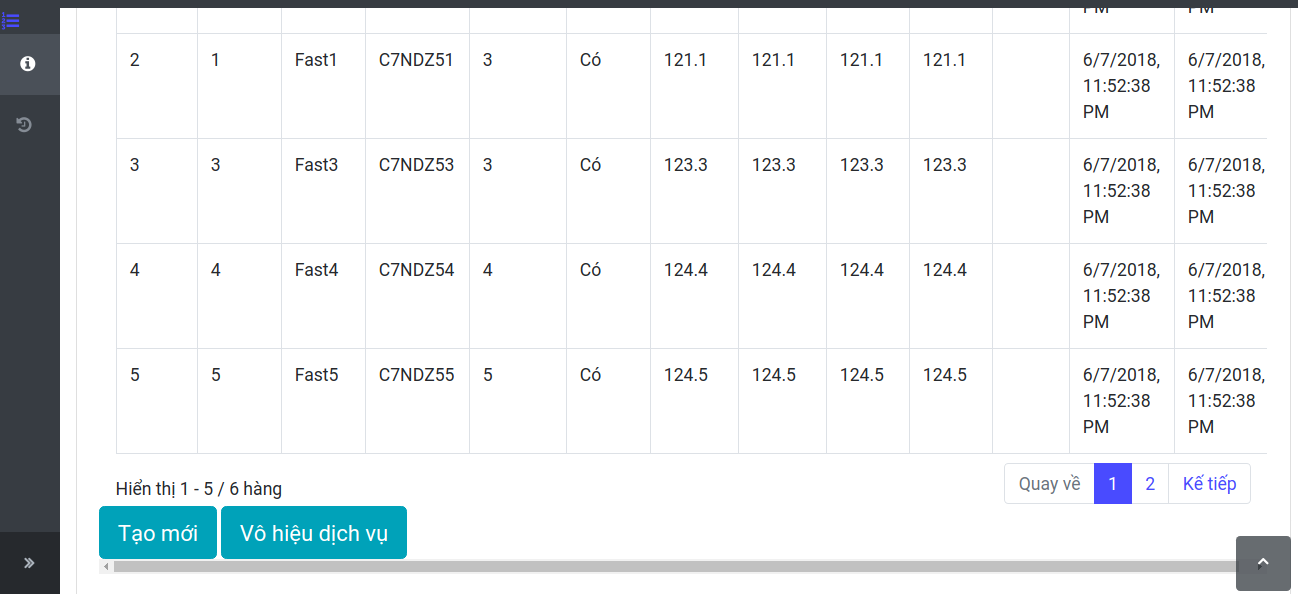 PM PM
2 1 Fast1 C7NDZ51 3 Có 121.1 121.1 121.1 121.1 6/7/2018, 6/7/2018,
11:52:38 11:52:38
PM PM
3 3 Fast3 C7NDZ53 3 Có 123.3 123.3 123.3 123.3 6/7/2018, 6/7/2018,
11:52:38 11:52:38
PM PM
4 4 Fast4 C7NDZ54 4 Có 124.4 124.4 124.4 124.4 6/7/2018, 6/7/2018,
11:52:38 11:52:38
PM PM
5 5 Fast5 C7NDZ55 5 Có 124.5 124.5 124.5 124.5 6/7/2018, 6/7/2018,
11:52:38 11:52:38
PM PM
Hiển thị 1 - 5 / 6 hàng Quay về 1 2 Kế tiếp
Tạo mới Vô hiệu dịch vụ